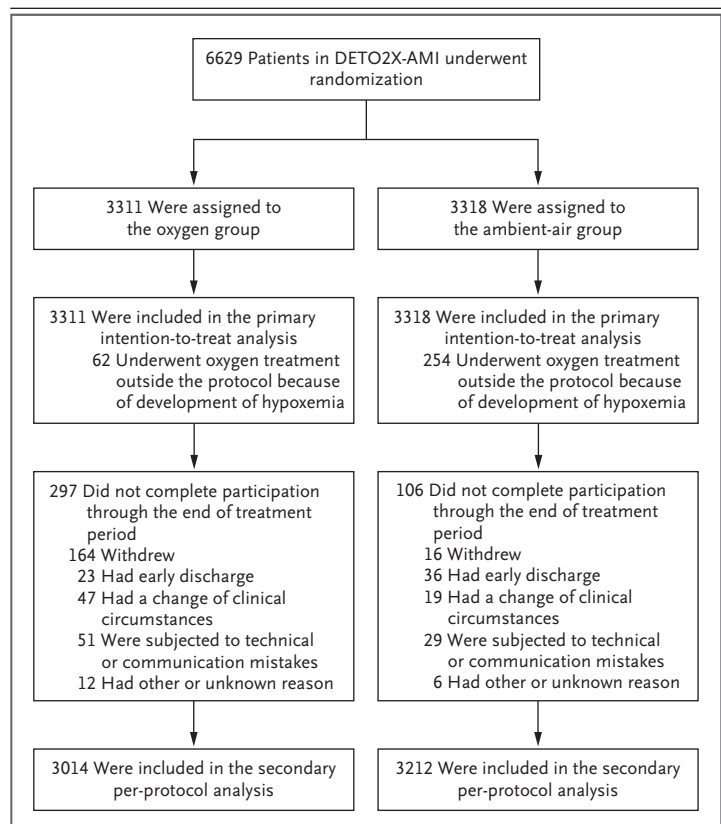 6629 Patients in DETO2X-AMI underwent
randomization
3311 Were assigned to
the oxygen group
3318 Were assigned to
the ambient-air group
3311 Were included in the primary
intention-to-treat analysis
62 Underwent oxygen treatment
outside the protocol because
of development of hypoxemia
3318 Were included in the primary
intention-to-treat analysis
254 Underwent oxygen treatment
outside the protocol because
of development of hypoxemia
297 Did not complete participation
through the end of treatment
period
164 Withdrew
23 Had early discharge
47 Had a change of clinical
circumstances
51 Were subjected to technical
or communication mistakes
12 Had other or unknown reason
106 Did not complete participation
through the end of treatment
period
16 Withdrew
36 Had early discharge
19 Had a change of clinical
circumstances
29 Were subjected to technical
or communication mistakes
6 Had other or unknown reason
3014 Were included in the secondary
per-protocol analysis
3212 Were included in the secondary
per-protocol analysis